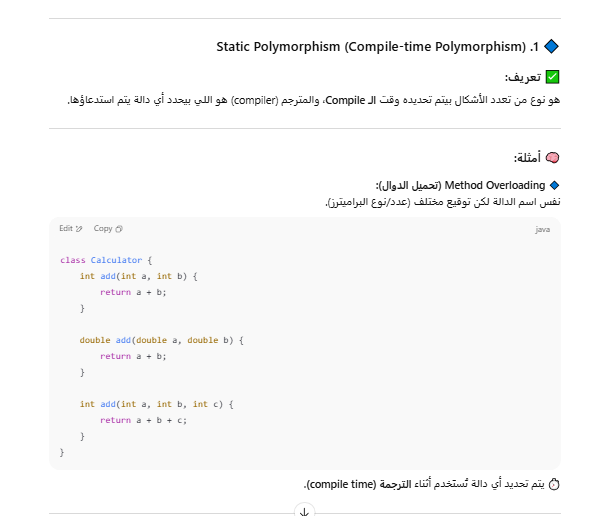 🔷 1. Static Polymorphism (Compile-time Polymorphism)
✅ تعريف:
هو نوع من تعدد الأشكال بيتم تحديده وقت الـ Compile، والمترجم (compiler) هو اللي بيحدد أي دالة يتم استدعاؤها.
🧠 أمثلة:
🔹 Method Overloading (تحميل الدوال):
نفس اسم الدالة لكن توقيع مختلف (عدد/نوع البراميترز).
java Copy Edit
class Calculator {
    int add(int a, int b) {
        return a + b;
    }

    double add(double a, double b) {
        return a + b;
    }

    int add(int a, int b, int c) {
        return a + b + c;
    }
}
⏱ يتم تحديد أي دالة تُستخدم أثناء الترجمة (compile time).